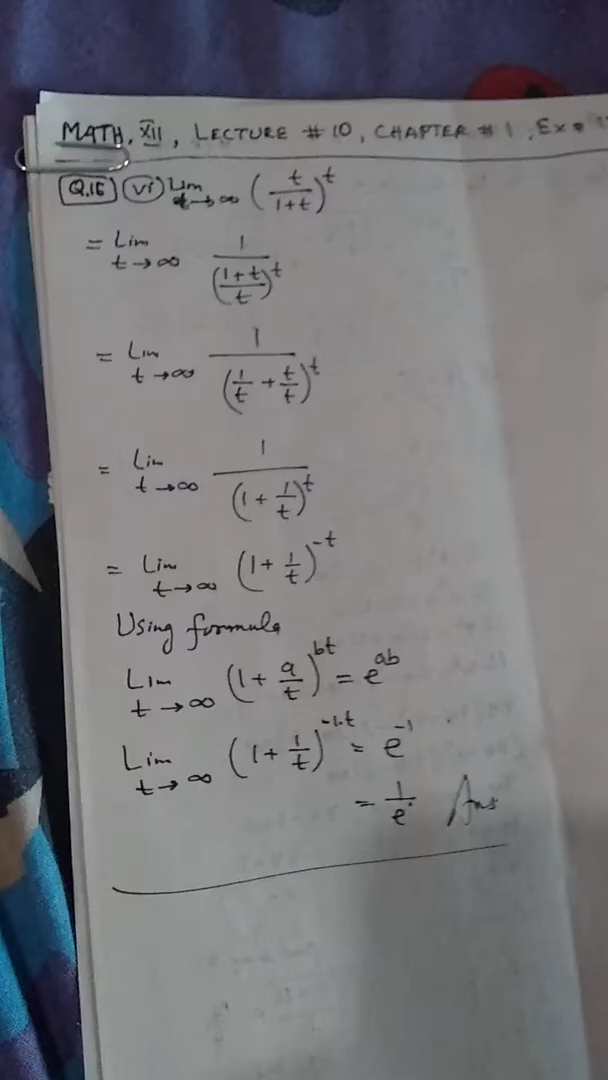 MATH, XII, LECTURE # 10, CHAPTER # 1, Ex #
Q.16 vi Lim t→∞ (t/(1+t))^t
= Lim t→∞ 1/((1+t)/t)^t
= Lim t→∞ 1/(1/t + t/t)^t
= Lim t→∞ 1/(1 + 1/t)^t
= Lim t→∞ (1 + 1/t)^-t
Using formula
Lim t→∞ (1 + a/t)^bt = e^ab
Lim t→∞ (1 + 1/t)^-1.t = e^-1
= 1/e. Ans